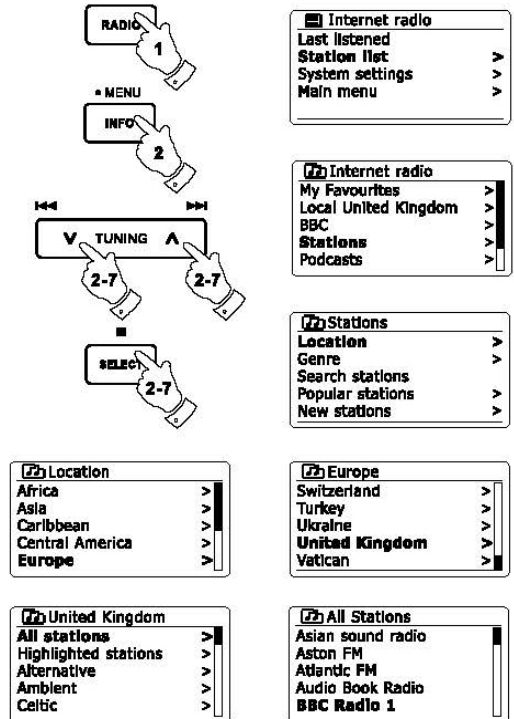 RADIO
1
• MENU
INFO
2
TUNING
2-7
2-7
SELECT
2-7
Internet radio
Last listened
Station list >
System settings >
Main menu >
Internet radio
My Favourites >
Local United Kingdom >
BBC >
Stations >
Podcasts >
Stations
Location >
Genre >
Search stations
Popular stations >
New stations >
Location
Africa >
Asia >
Caribbean >
Central America >
Europe >
Europe
Switzerland >
Turkey >
Ukraine >
United Kingdom >
Vatican >
United Kingdom
All stations >
Highlighted stations >
Alternative >
Ambient >
Celtic >
All Stations
Asian sound radio
Aston FM
Atlantic FM
Audio Book Radio
BBC Radio 1